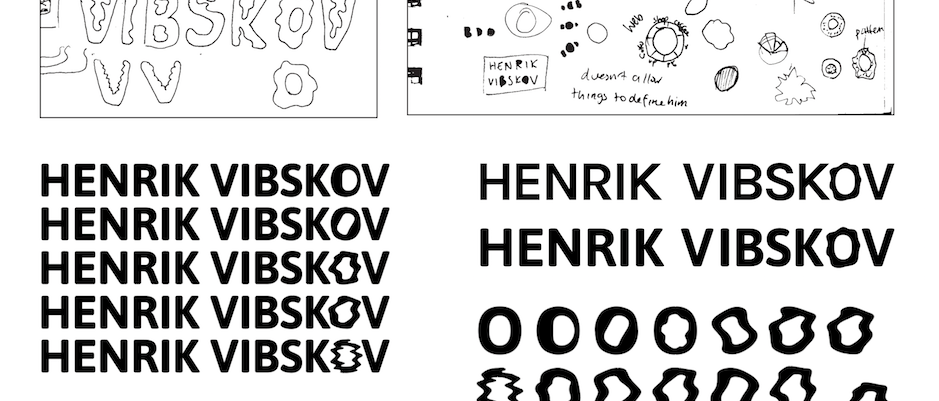 VIBSKOV
V V O
web
shop
HENRIK
VIBSKOV
doesn't allow
things to define him
pattern
HENRIK VIBSKOV
HENRIK VIBSKOV
HENRIK VIBSKOV
HENRIK VIBSKOV
HENRIK VIBSKOV
HENRIK VIBSKOV
HENRIK VIBSKOV
O O O O O O O
O O O O O O O